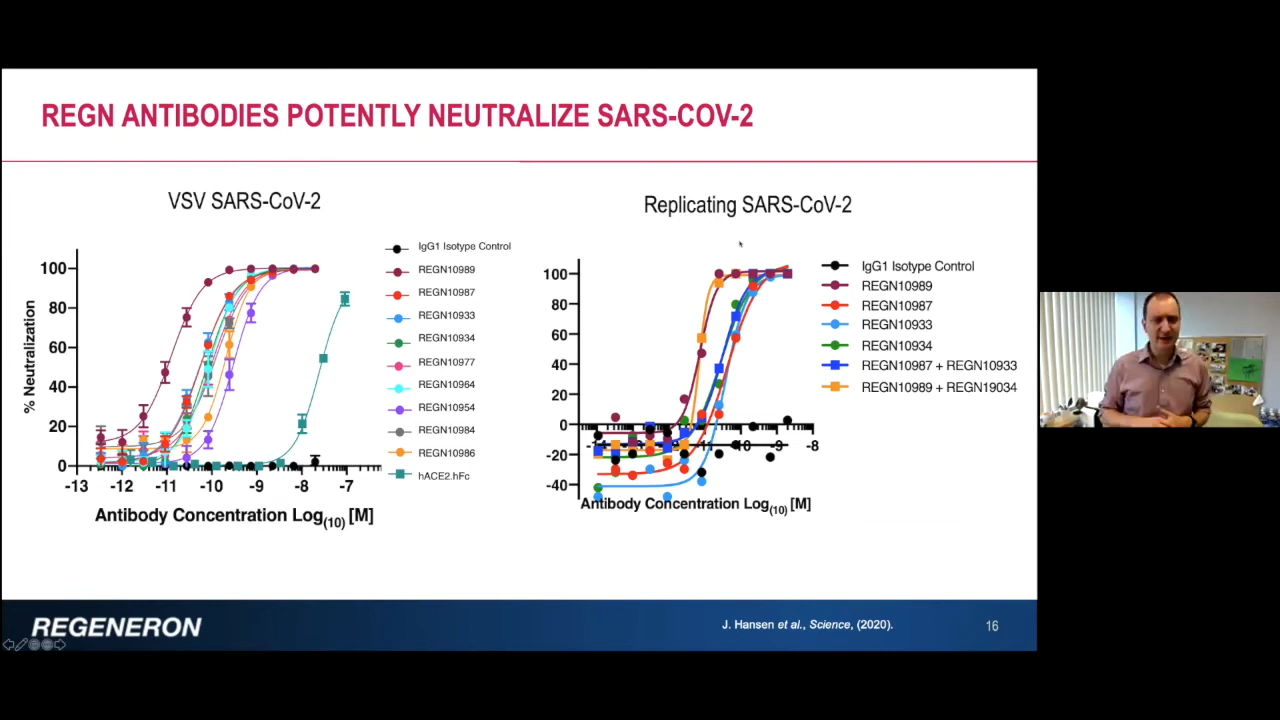 REGN ANTIBODIES POTENTLY NEUTRALIZE SARS-COV-2
VSV SARS-CoV-2
% Neutralization
100
80
60
40
20
0
-13 -12 -11 -10 -9 -8 -7
Antibody Concentration Log(10) [M]
IgG1 Isotype Control
REGN10989
REGN10987
REGN10933
REGN10934
REGN10977
REGN10964
REGN10954
REGN10984
REGN10986
hACE2.hFc
Replicating SARS-CoV-2
100
80
60
40
20
0
-20
-40
-9 -8
Antibody Concentration Log(10) [M]
IgG1 Isotype Control
REGN10989
REGN10987
REGN10933
REGN10934
REGN10987 + REGN10933
REGN10989 + REGN19034
REGENERON
J. Hansen et al., Science, (2020).
16